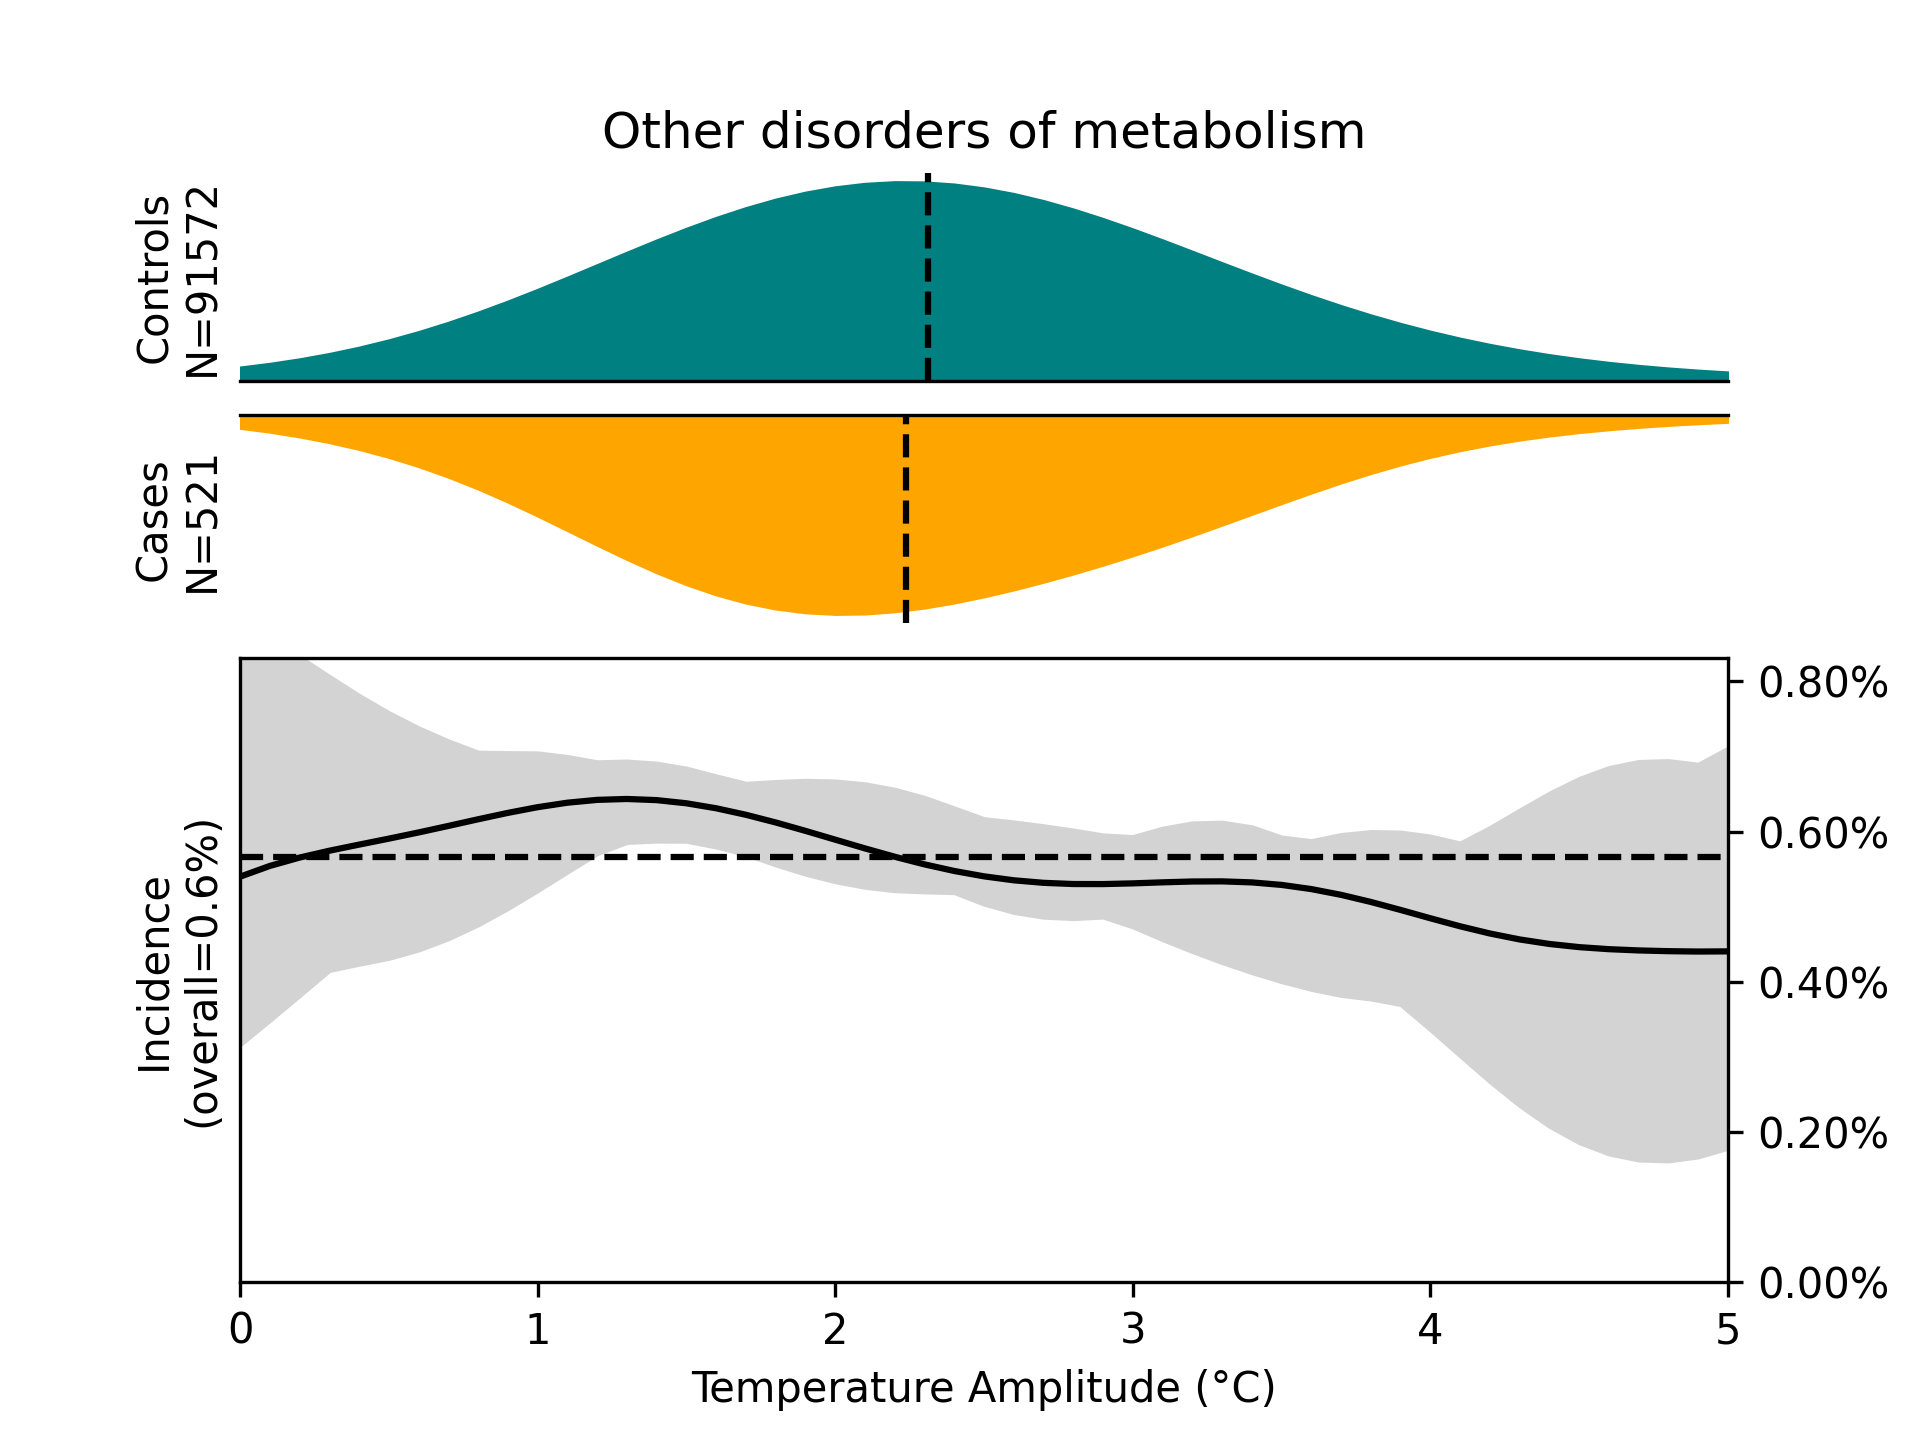 Other disorders of metabolism
Controls
N=91572
Cases
N=521
Incidence
(overall=0.6%)
0.80%
0.60%
0.40%
0.20%
0.00%
0 1 2 3 4 5
Temperature Amplitude (°C)